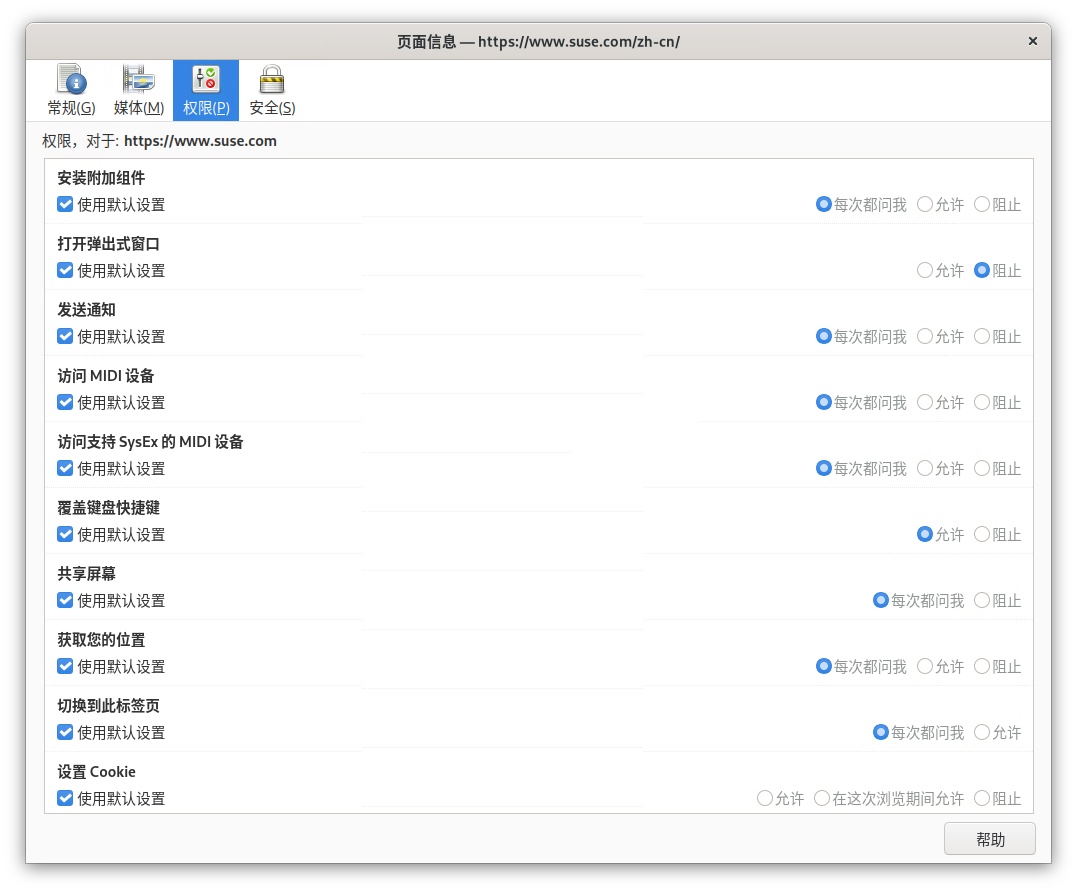 页面信息 — https://www.suse.com/zh-cn/
常规(G) 媒体(M) 权限(P) 安全(S)
权限，对于: https://www.suse.com
安装附加组件
使用默认设置 每次都问我 允许 阻止
打开弹出式窗口
使用默认设置 允许 阻止
发送通知
使用默认设置 每次都问我 允许 阻止
访问 MIDI 设备
使用默认设置 每次都问我 允许 阻止
访问支持 SysEx 的 MIDI 设备
使用默认设置 每次都问我 允许 阻止
覆盖键盘快捷键
使用默认设置 允许 阻止
共享屏幕
使用默认设置 每次都问我 阻止
获取您的位置
使用默认设置 每次都问我 允许 阻止
切换到此标签页
使用默认设置 每次都问我 允许
设置 Cookie
使用默认设置 允许 在这次浏览期间允许 阻止
帮助